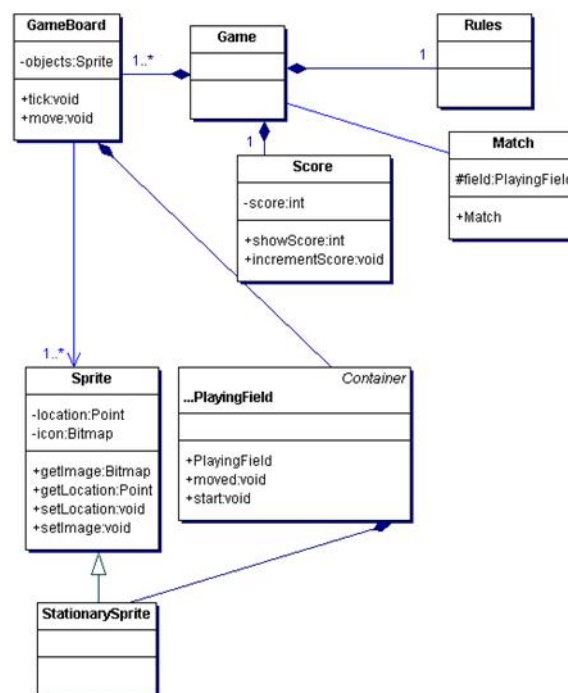 GameBoard
-objects:Sprite
+tick:void
+move:void
1..*
Game
1
Rules
Match
#field:PlayingField
+Match
1
Score
-score:int
+showScore:int
+incrementScore:void
1..*
Sprite
-location:Point
-icon:Bitmap
+getImage:Bitmap
+getLocation:Point
+setLocation:void
+setImage:void
Container
...PlayingField
+PlayingField
+moved:void
+start:void
StationarySprite